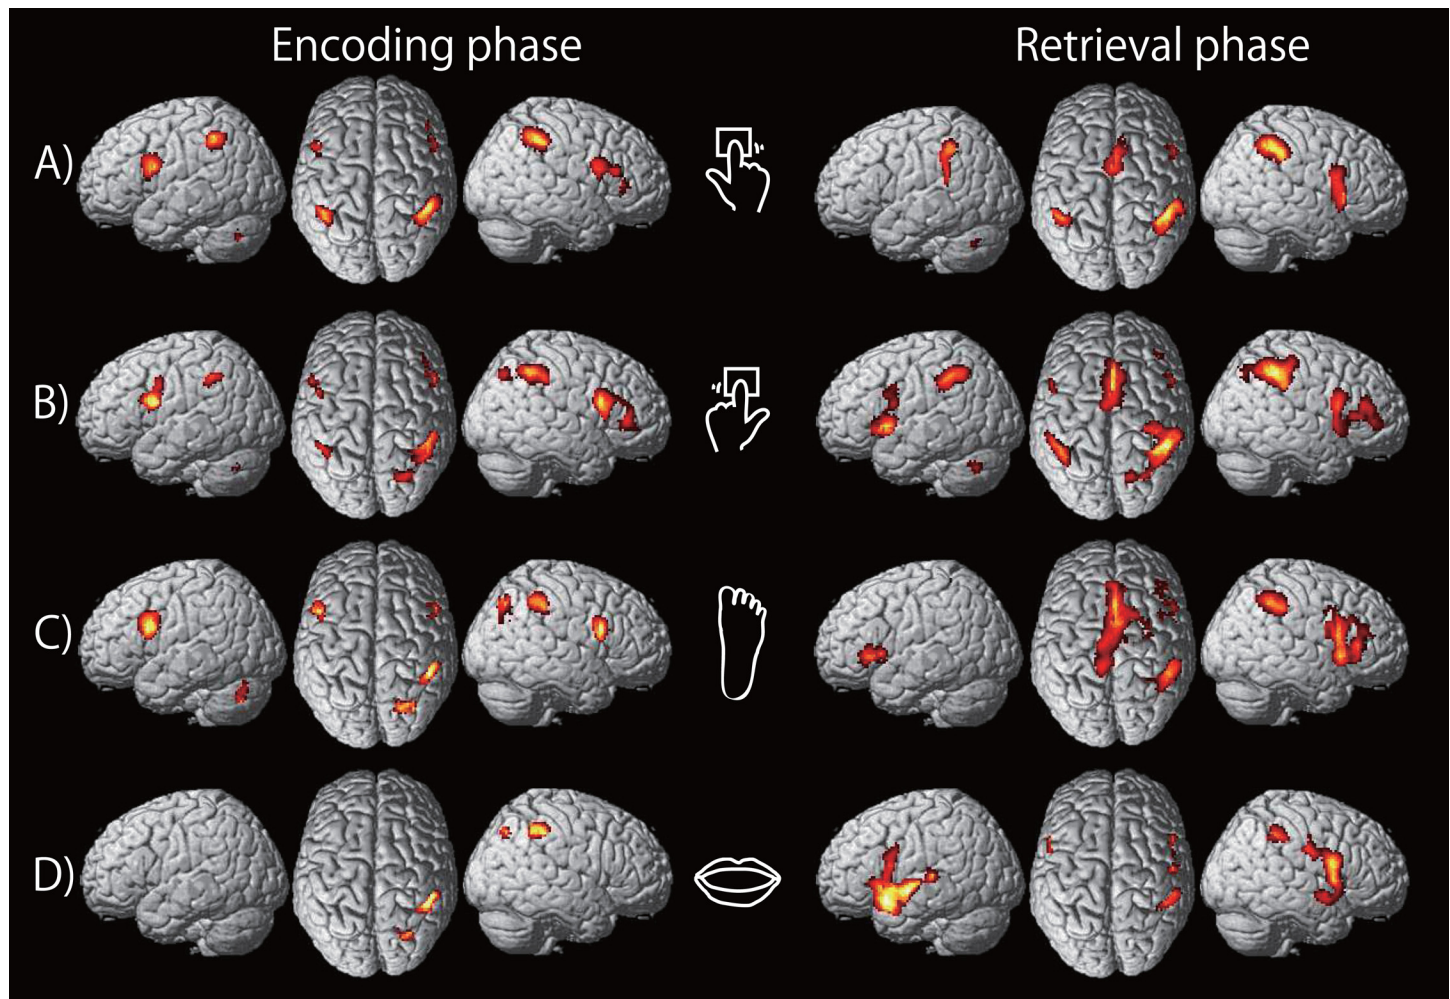 Encoding phase
Retrieval phase
A)
B)
C)
D)